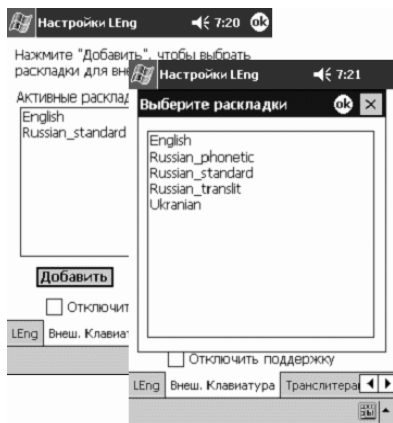 Настройки LEng 7:20 ok
Нажмите "Добавить", чтобы выбрать
раскладки для вне
Активные расклад
English
Russian_standard
Добавить
Отключит
LEng Внеш. Клавиат
Настройки LEng 7:21
Выберите раскладки ok
English
Russian_phonetic
Russian_standard
Russian_translit
Ukranian
Отключить поддержку
LEng Внеш. Клавиатура Транслитера